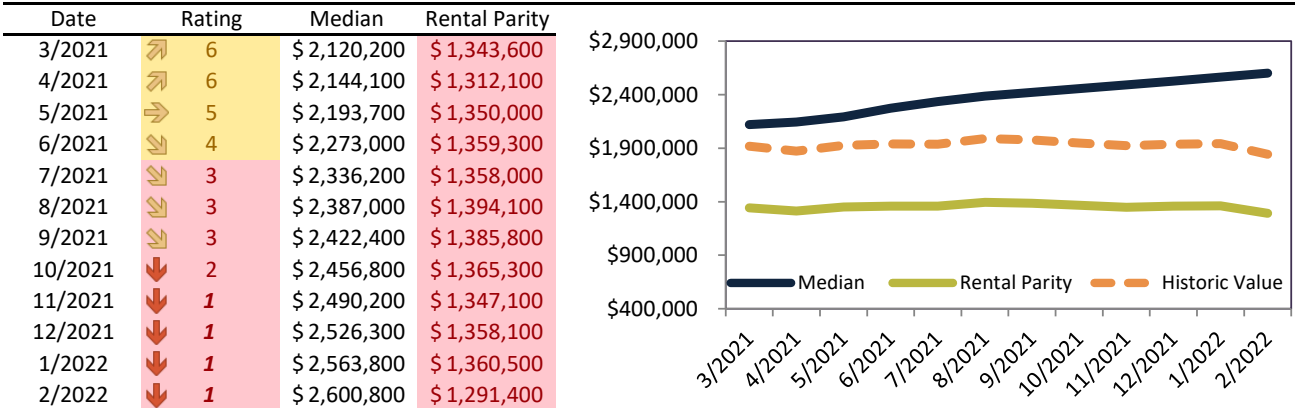 Date Rating Median Rental Parity
3/2021 6 $ 2,120,200 $ 1,343,600
4/2021 6 $ 2,144,100 $ 1,312,100
5/2021 5 $ 2,193,700 $ 1,350,000
6/2021 4 $ 2,273,000 $ 1,359,300
7/2021 3 $ 2,336,200 $ 1,358,000
8/2021 3 $ 2,387,000 $ 1,394,100
9/2021 3 $ 2,422,400 $ 1,385,800
10/2021 2 $ 2,456,800 $ 1,365,300
11/2021 1 $ 2,490,200 $ 1,347,100
12/2021 1 $ 2,526,300 $ 1,358,100
1/2022 1 $ 2,563,800 $ 1,360,500
2/2022 1 $ 2,600,800 $ 1,291,400
$2,900,000
$2,400,000
$1,900,000
$1,400,000
$900,000
$400,000
Median Rental Parity Historic Value
3/2021 4/2021 5/2021 6/2021 7/2021 8/2021 9/2021 10/2021 11/2021 12/2021 1/2022 2/2022